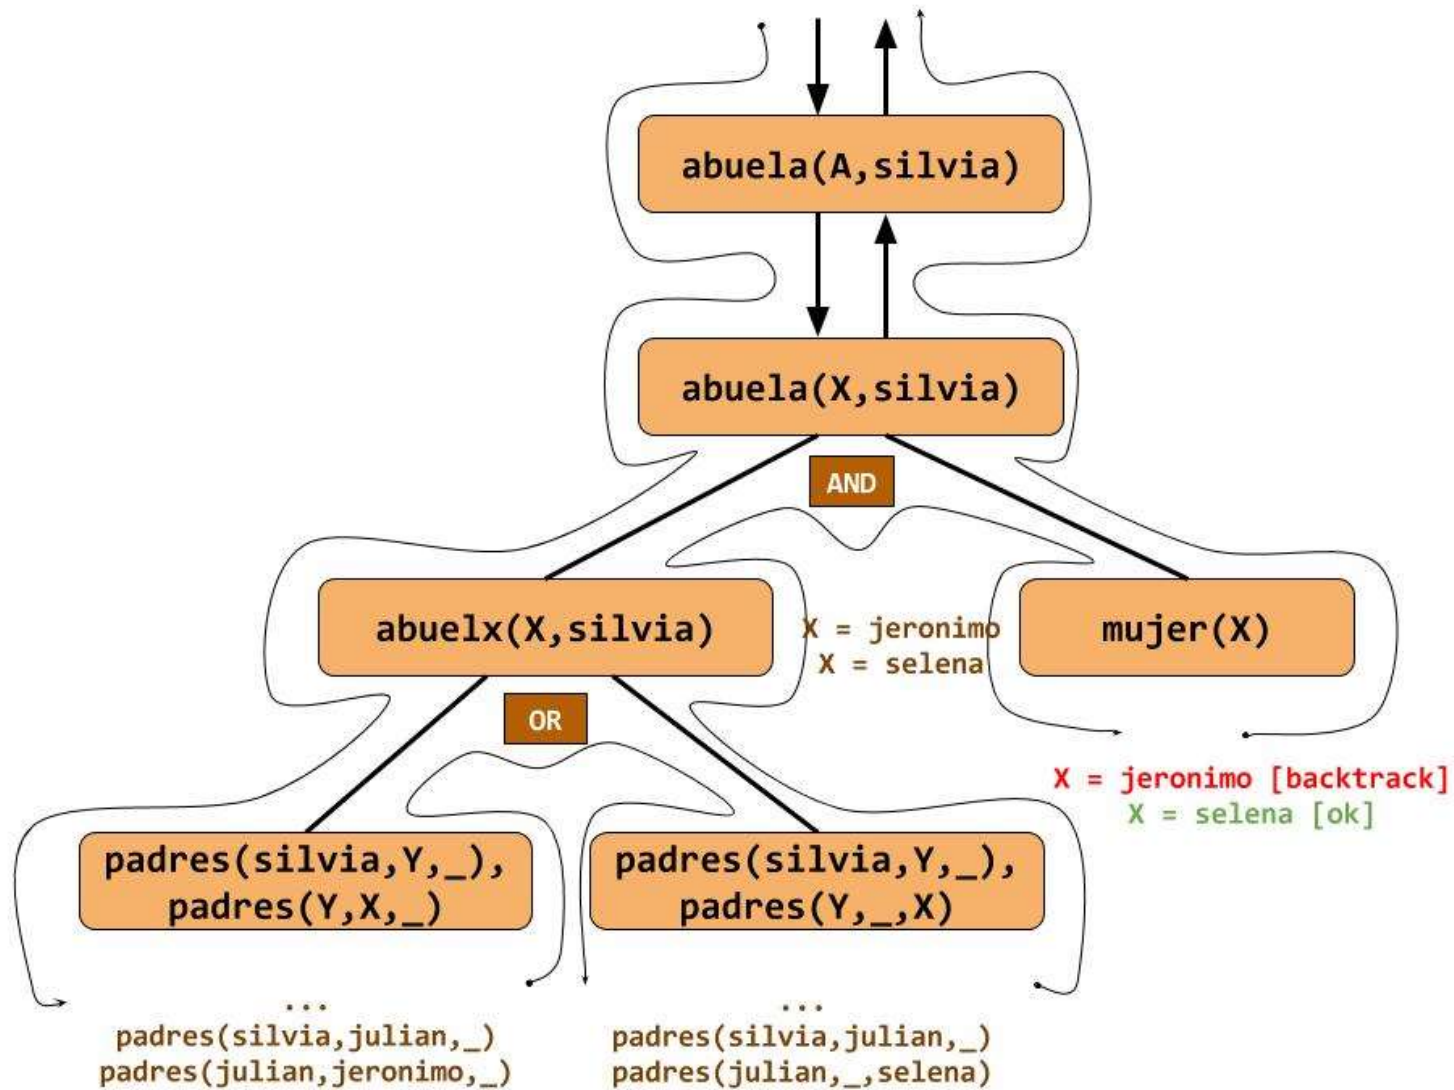 abuela(A,silvia)
abuela(X,silvia)
AND
abuelx(X,silvia)
X = jeronimo
X = selena
mujer(X)
OR
X = jeronimo [backtrack]
X = selena [ok]
padres(silvia,Y,_),
padres(Y,X,_)
padres(silvia,Y,_),
padres(Y,_,X)
...
padres(silvia,julian,_)
padres(julian,jeronimo,_)
...
padres(silvia,julian,_)
padres(julian,_,selena)